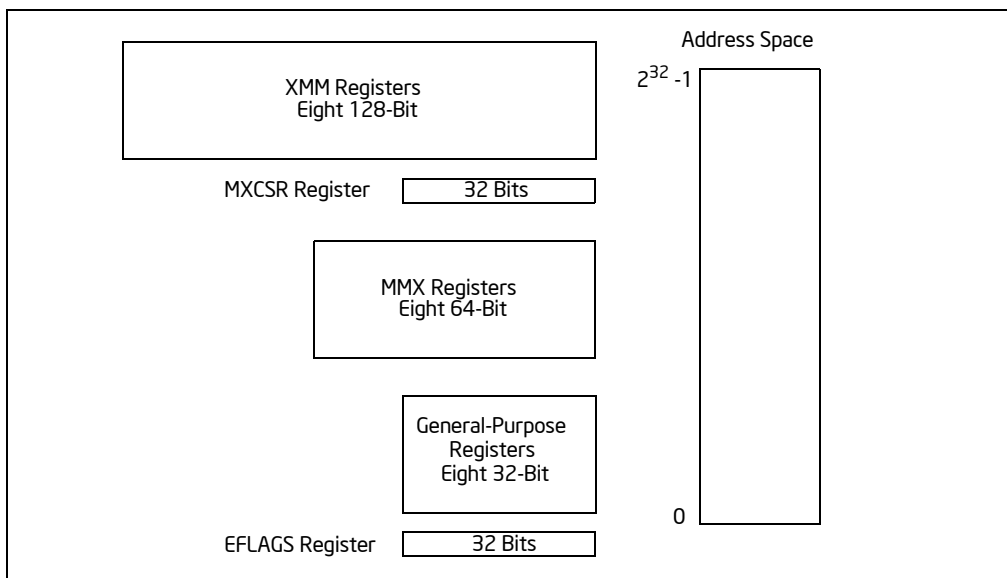 Address Space
XMM Registers
Eight 128-Bit
2^32 -1
MXCSR Register
32 Bits
MMX Registers
Eight 64-Bit
General-Purpose
Registers
Eight 32-Bit
0
EFLAGS Register
32 Bits